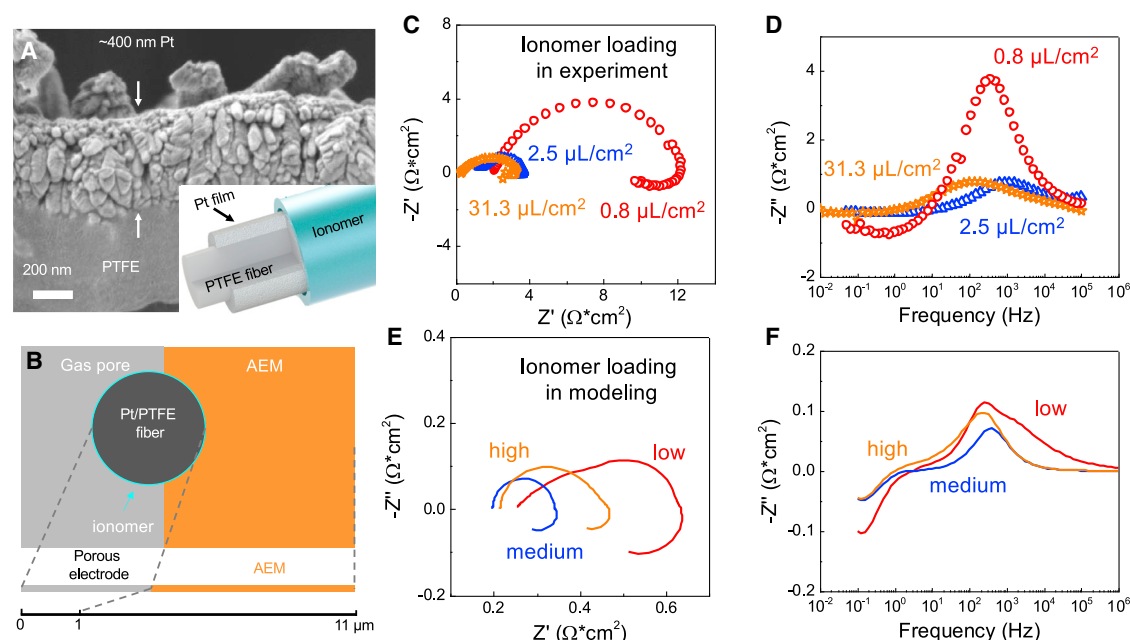 A
~400 nm Pt
200 nm
PTFE
Pt film
PTFE fiber
Ionomer
B
Gas pore
AEM
Pt/PTFE
fiber
ionomer
Porous
electrode
AEM
0
1
11 µm
C
Ionomer loading
in experiment
2.5 µL/cm²
31.3 µL/cm²
0.8 µL/cm²
8
4
0
-4
-Z' (Ω*cm²)
0 4 8 12
Z' (Ω*cm²)
D
0.8 µL/cm²
31.3 µL/cm²
2.5 µL/cm²
4
2
0
-2
-Z" (Ω*cm²)
10⁻² 10⁻¹ 10⁰ 10¹ 10² 10³ 10⁴ 10⁵ 10⁶
Frequency (Hz)
E
Ionomer loading
in modeling
high
low
medium
0.4
0.2
0.0
-0.2
-Z" (Ω*cm²)
0.2 0.4 0.6
Z' (Ω*cm²)
F
low
high
medium
0.2
0.1
0.0
-0.1
0.2
-Z" (Ω*cm²)
10⁻² 10⁻¹ 10⁰ 10¹ 10² 10³ 10⁴ 10⁵ 10⁶
Frequency (Hz)